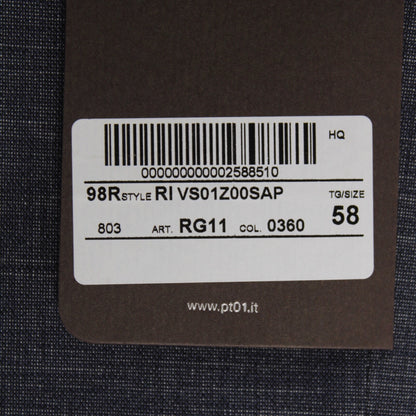 HQ
000000000002588510
98R STYLE RI VS01Z00SAP TG/SIZE
803 ART. RG11 COL. 0360 58
www.pt01.it